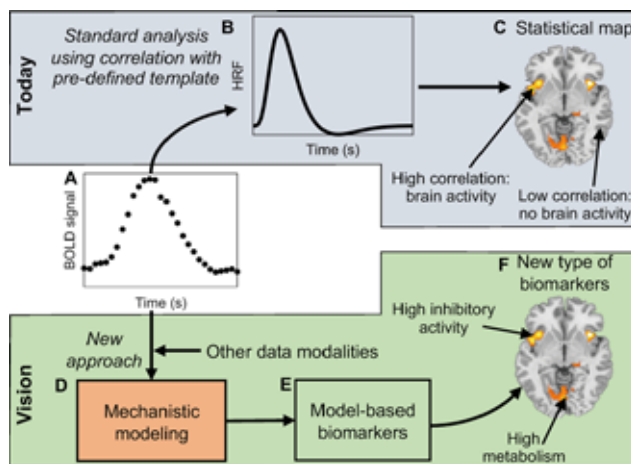 Today
Standard analysis
using correlation with
pre-defined template
B
HRF
Time (s)
C Statistical map
High correlation:
brain activity
Low correlation:
no brain activity
A
BOLD signal
Time (s)
Vision
New
approach
Other data modalities
D
Mechanistic
modeling
E
Model-based
biomarkers
F New type of
biomarkers
High inhibitory
activity
High
metabolism